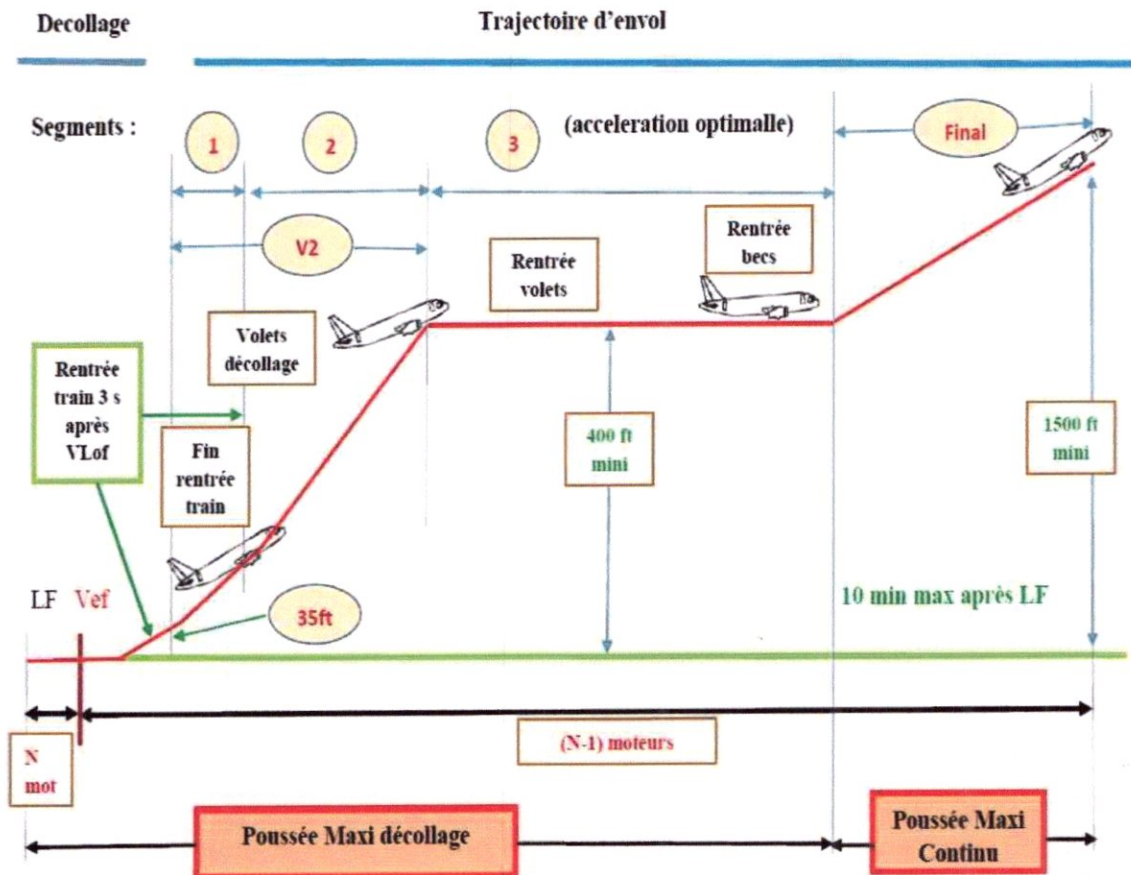 Decollage
Trajectoire d'envol
Segments :
1
2
3
(acceleration optimalle)
Final
V2
Rentrée
volets
Rentrée
becs
Volets
décollage
Rentrée
train 3 s
après
VLof
Fin
rentrée
train
400 ft
mini
1500 ft
mini
LF
Vef
35ft
10 min max après LF
N
mot
(N-1) moteurs
Poussée Maxi décollage
Poussée Maxi
Continu